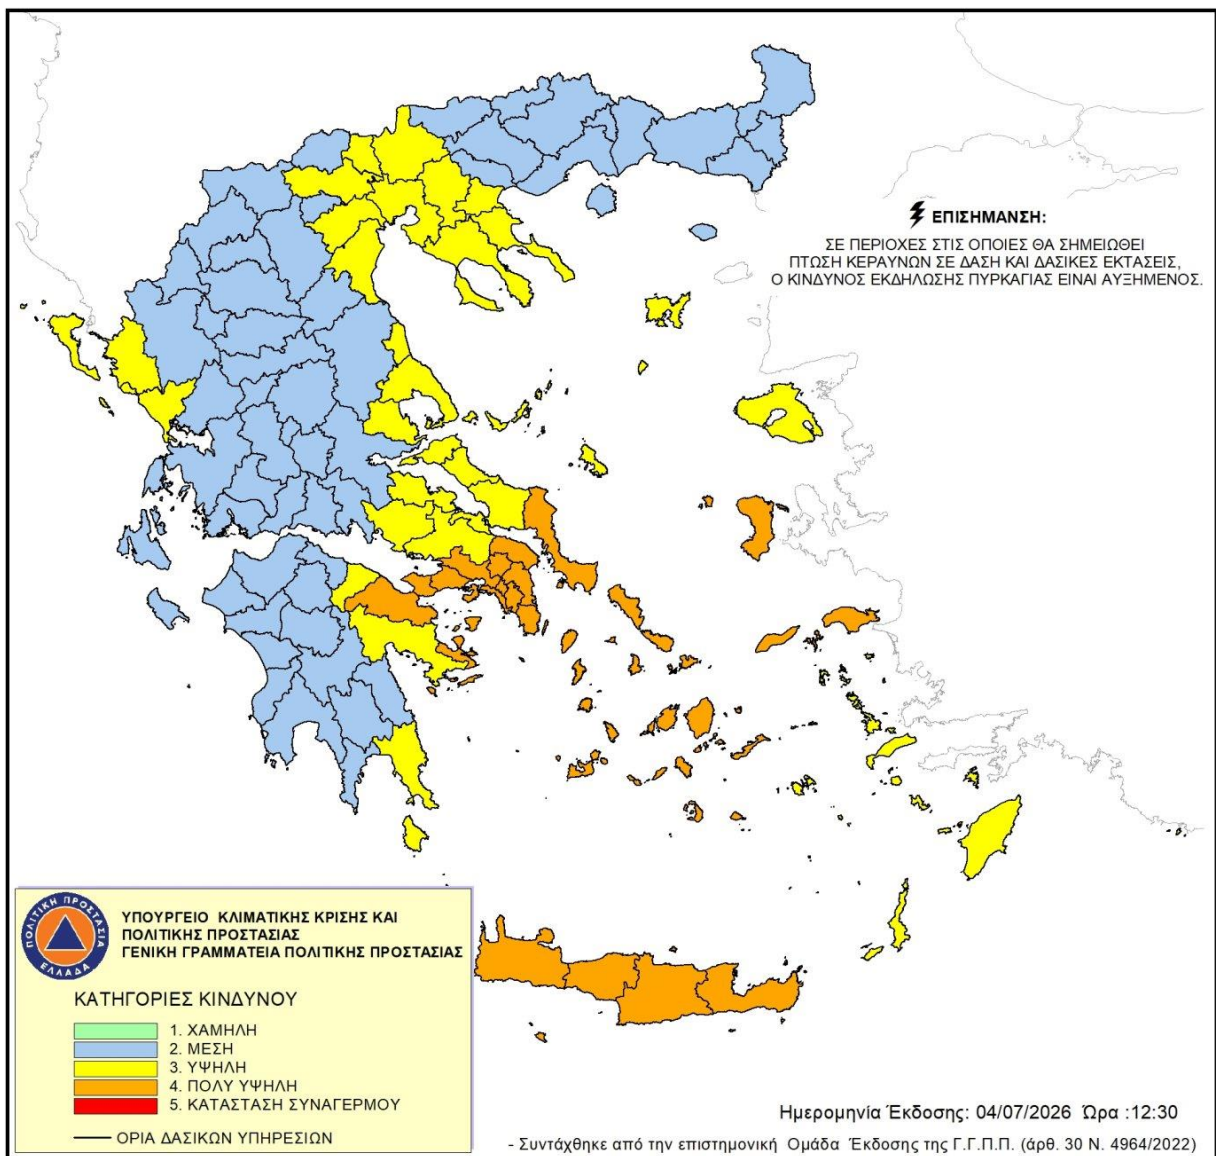 ΕΠΙΣΗΜΑΝΣΗ:
ΣΕ ΠΕΡΙΟΧΕΣ ΣΤΙΣ ΟΠΟΙΕΣ ΘΑ ΣΗΜΕΙΩΘΕΙ
ΠΤΩΣΗ ΚΕΡΑΥΝΩΝ ΣΕ ΔΑΣΗ ΚΑΙ ΔΑΣΙΚΕΣ ΕΚΤΑΣΕΙΣ,
Ο ΚΙΝΔΥΝΟΣ ΕΚΔΗΛΩΣΗΣ ΠΥΡΚΑΓΙΑΣ ΕΙΝΑΙ ΑΥΞΗΜΕΝΟΣ.
ΠΟΛΙΤΙΚΗ ΠΡΟΣΤΑΣΙΑ
ΕΛΛΑΔΑ
ΥΠΟΥΡΓΕΙΟ ΚΛΙΜΑΤΙΚΗΣ ΚΡΙΣΗΣ ΚΑΙ
ΠΟΛΙΤΙΚΗΣ ΠΡΟΣΤΑΣΙΑΣ
ΓΕΝΙΚΗ ΓΡΑΜΜΑΤΕΙΑ ΠΟΛΙΤΙΚΗΣ ΠΡΟΣΤΑΣΙΑΣ
ΚΑΤΗΓΟΡΙΕΣ ΚΙΝΔΥΝΟΥ
1. ΧΑΜΗΛΗ
2. ΜΕΣΗ
3. ΥΨΗΛΗ
4. ΠΟΛΥ ΥΨΗΛΗ
5. ΚΑΤΑΣΤΑΣΗ ΣΥΝΑΓΕΡΜΟΥ
ΟΡΙΑ ΔΑΣΙΚΩΝ ΥΠΗΡΕΣΙΩΝ
Ημερομηνία Έκδοσης: 04/07/2026 Ώρα :12:30
- Συντάχθηκε από την επιστημονική Ομάδα Έκδοσης της Γ.Γ.Π.Π. (άρθ. 30 Ν. 4964/2022)